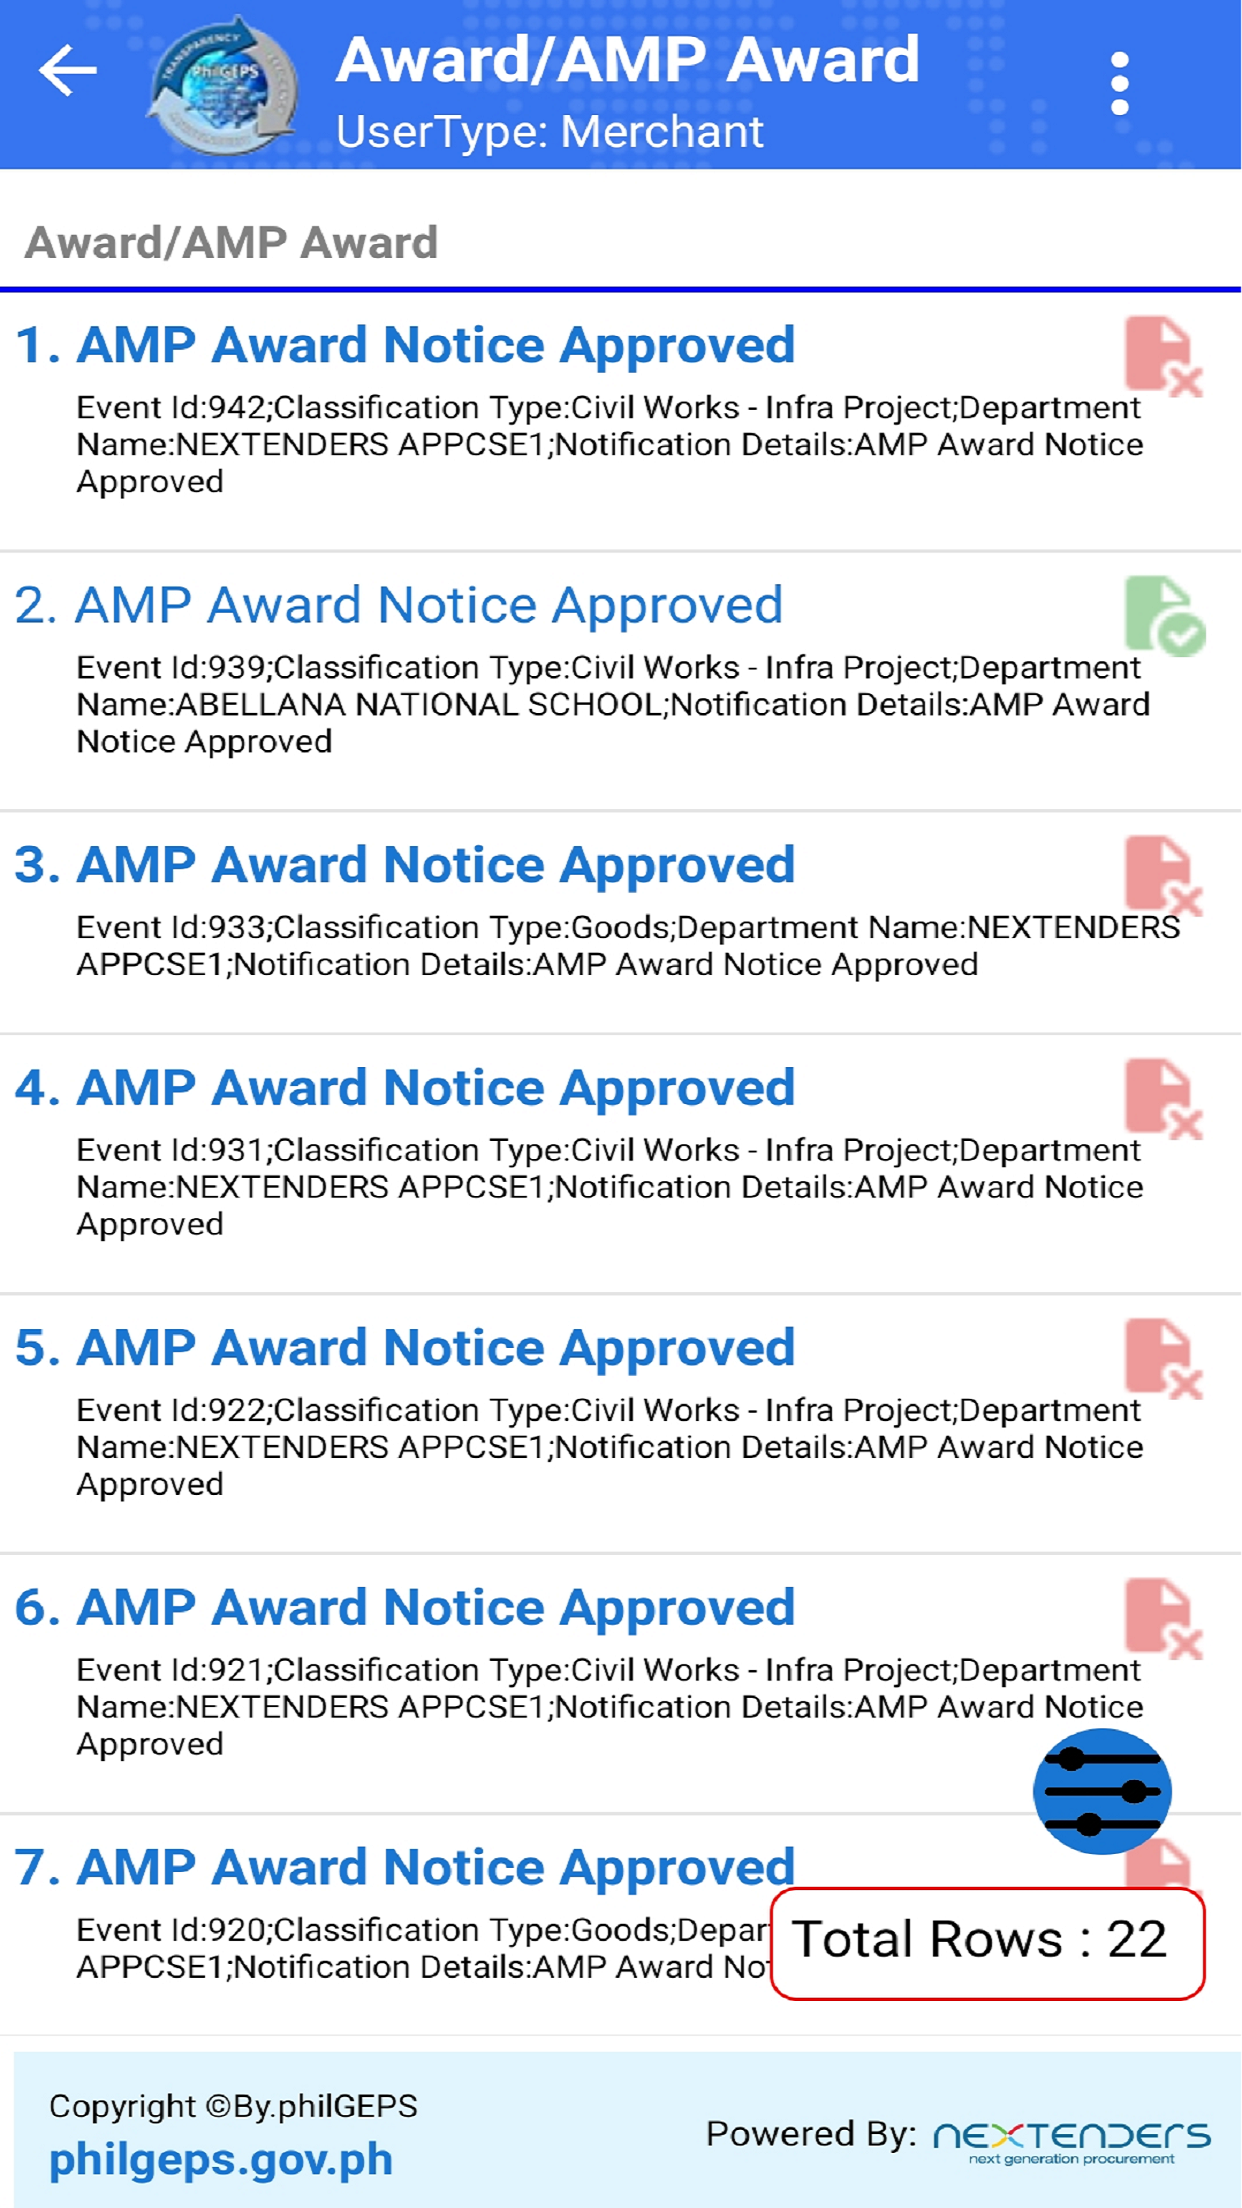 Award/AMP Award
UserType: Merchant
TRANSPARENCY
PhilGEPS
Award/AMP Award
1. AMP Award Notice Approved
Event Id:942;Classification Type:Civil Works - Infra Project;Department
Name:NEXTENDERS APPCSE1;Notification Details:AMP Award Notice
Approved
2. AMP Award Notice Approved
Event Id:939;Classification Type:Civil Works - Infra Project;Department
Name:ABELLANA NATIONAL SCHOOL;Notification Details:AMP Award
Notice Approved
3. AMP Award Notice Approved
Event Id:933;Classification Type:Goods;Department Name:NEXTENDERS
APPCSE1;Notification Details:AMP Award Notice Approved
4. AMP Award Notice Approved
Event Id:931;Classification Type:Civil Works - Infra Project;Department
Name:NEXTENDERS APPCSE1;Notification Details:AMP Award Notice
Approved
5. AMP Award Notice Approved
Event Id:922;Classification Type:Civil Works - Infra Project;Department
Name:NEXTENDERS APPCSE1;Notification Details:AMP Award Notice
Approved
6. AMP Award Notice Approved
Event Id:921;Classification Type:Civil Works - Infra Project;Department
Name:NEXTENDERS APPCSE1;Notification Details:AMP Award Notice
Approved
7. AMP Award Notice Approved
Event Id:920;Classification Type:Goods;Depar
APPCSE1;Notification Details:AMP Award No
Total Rows : 22
Copyright ©By.philGEPS
philgeps.gov.ph
Powered By: NEXTENDERS
next generation procurement